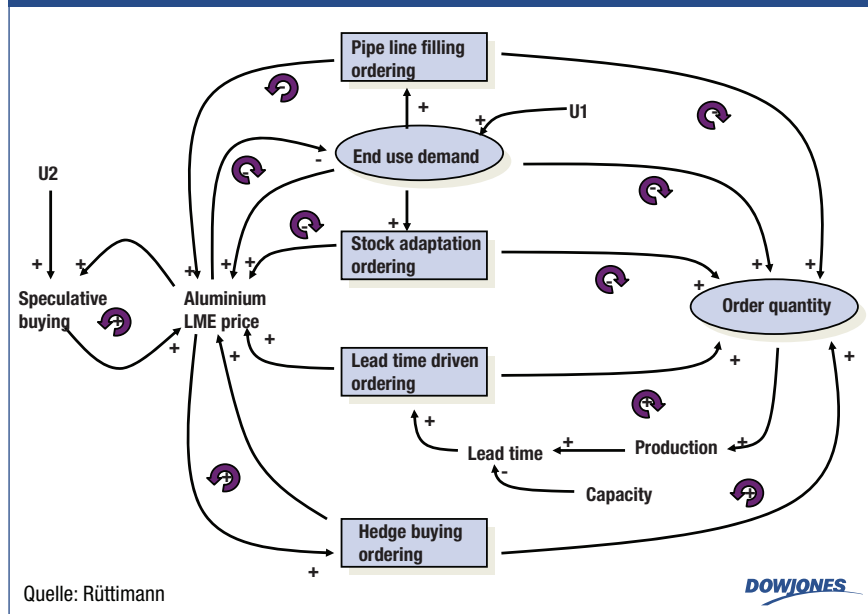 Pipe line filling
ordering
-
-
+
+
U1
End use demand
-
-
-
U2
-
+
Stock adaptation
ordering
-
+
+
+
+
+
+
+
+
+
Speculative
buying
+
Aluminium
LME price
Order quantity
+
+
+
Lead time driven
ordering
+
+
+
+
Lead time
+
Production
+
-
Capacity
+
+
Hedge buying
ordering
+
Quelle: Rüttimann
DOWJONES